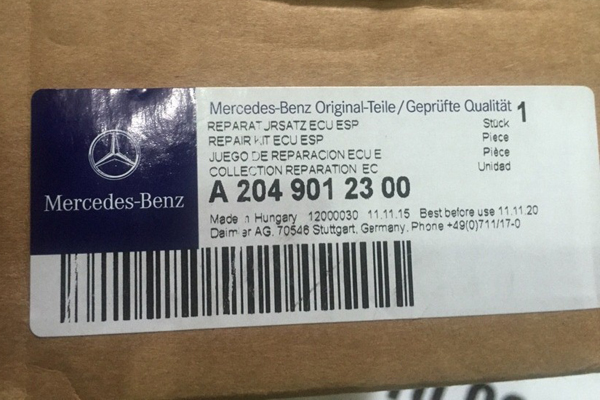 Mercedes-Benz Original-Teile/Geprüfte Qualität 1
REPARATURSATZ ECU ESP Stück
REPAIR KIT ECU ESP Piece
JUEGO DE REPARACION ECU E Pièce
COLLECTION REPARATION EC Unidad
A 204 901 23 00
Mercedes-Benz
Made in Hungary 12000030 11.11.15 Best before use 11.11.20
Daimler AG, 70546 Stuttgart, Germany, Phone +49(0)711/17-0